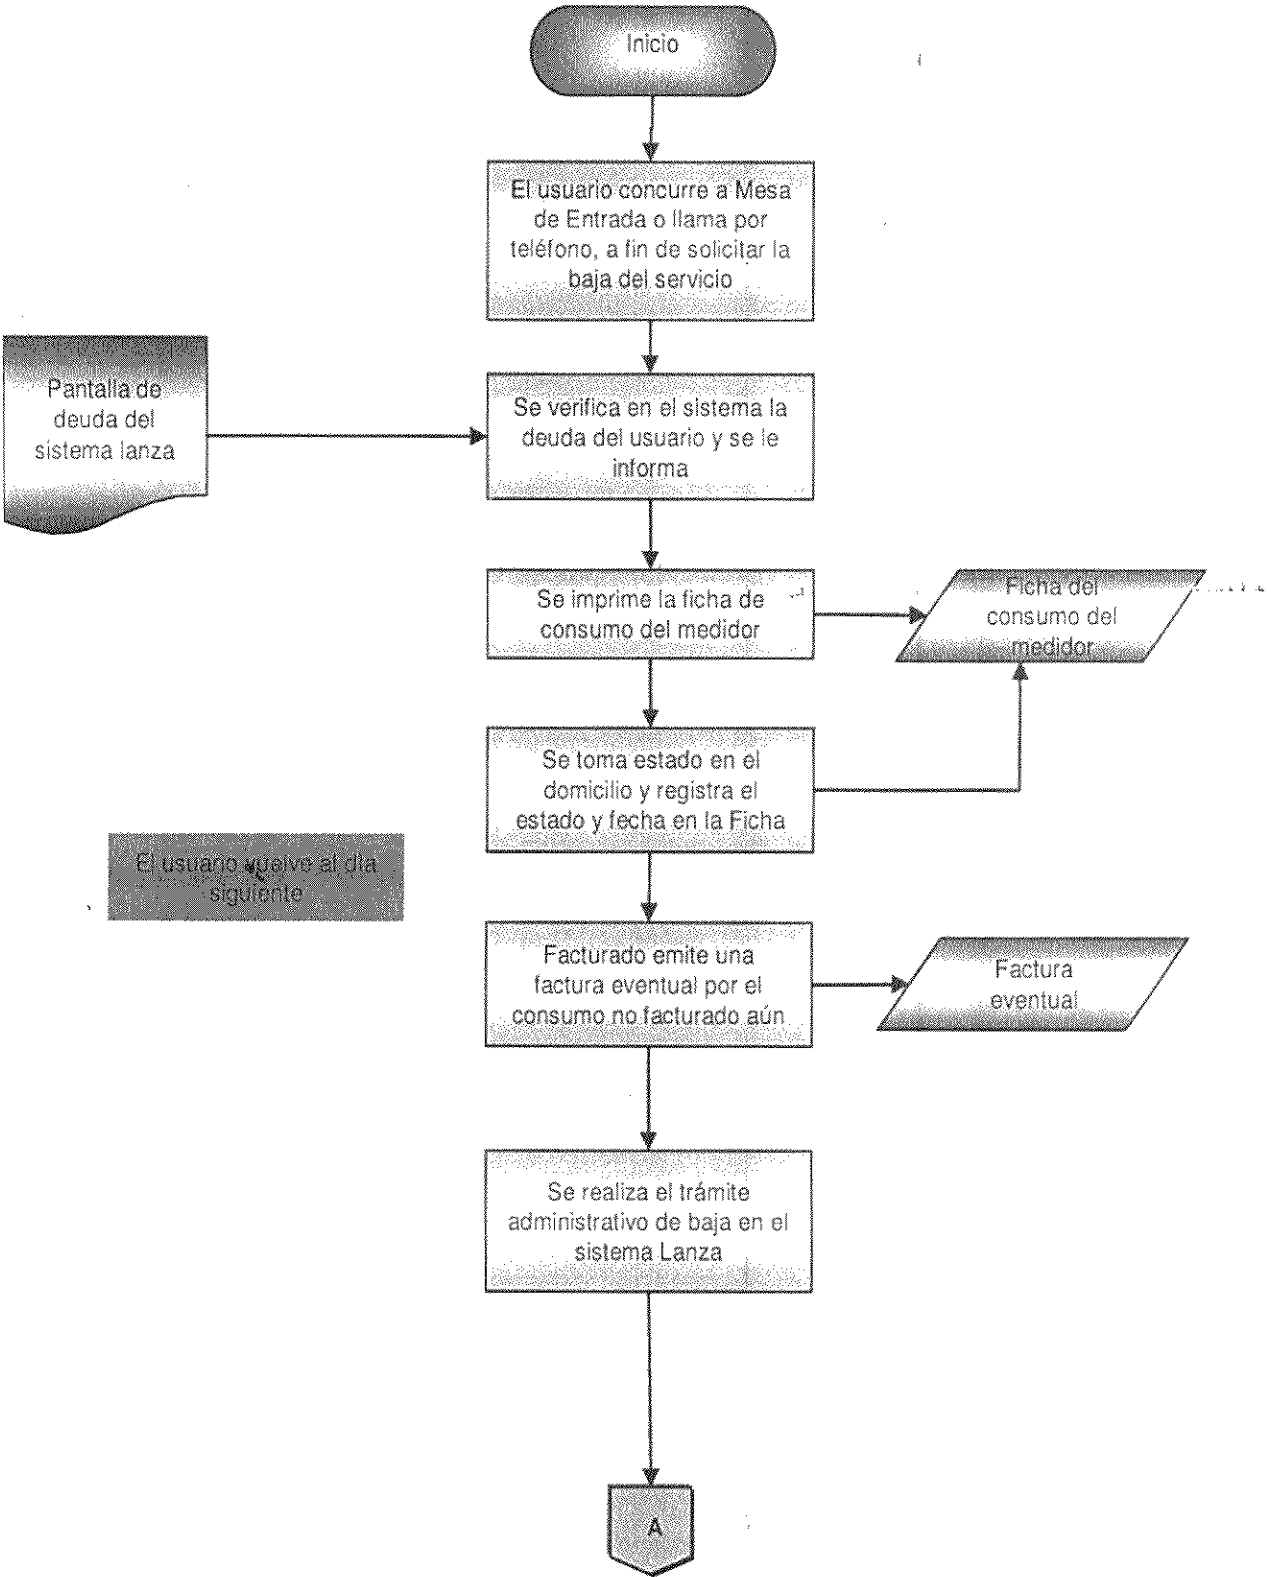 Inicio
El usuario concurre a Mesa
de Entrada o llama por
teléfono, a fin de solicitar la
baja del servicio
Pantalla de
deuda del
sistema lanza
Se verifica en el sistema la
deuda del usuario y se le
informa
Se imprime la ficha de
consumo del medidor
Ficha del
consumo del
medidor
Se toma estado en el
domicilio y registra el
estado y fecha en la Ficha
El usuario vuelve al día
siguiente
Facturado emite una
factura eventual por el
consumo no facturado aún
Factura
eventual
Se realiza el trámite
administrativo de baja en el
sistema Lanza
A